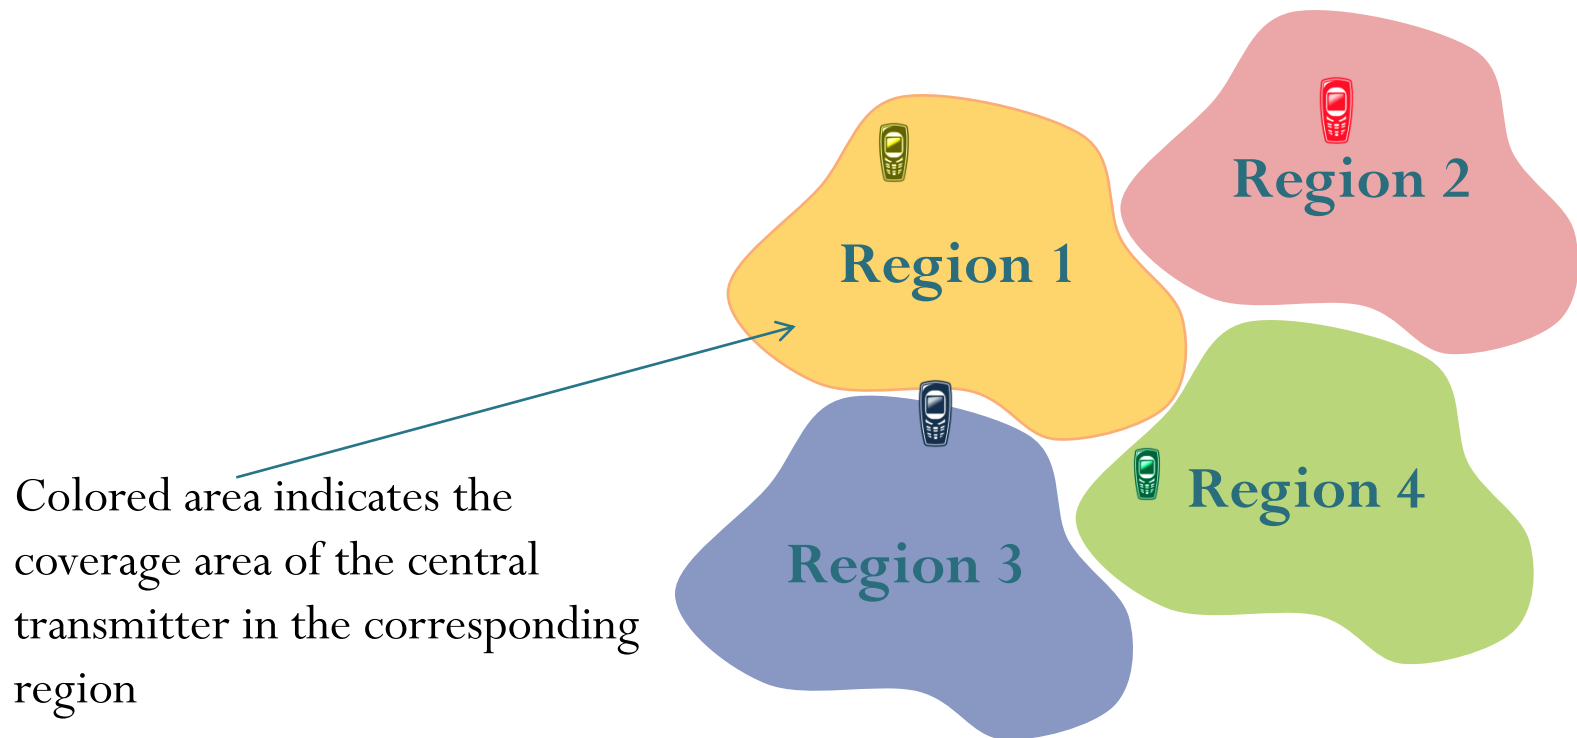 Region 2
Region 1
Region 4
Region 3
Colored area indicates the
coverage area of the central
transmitter in the corresponding
region